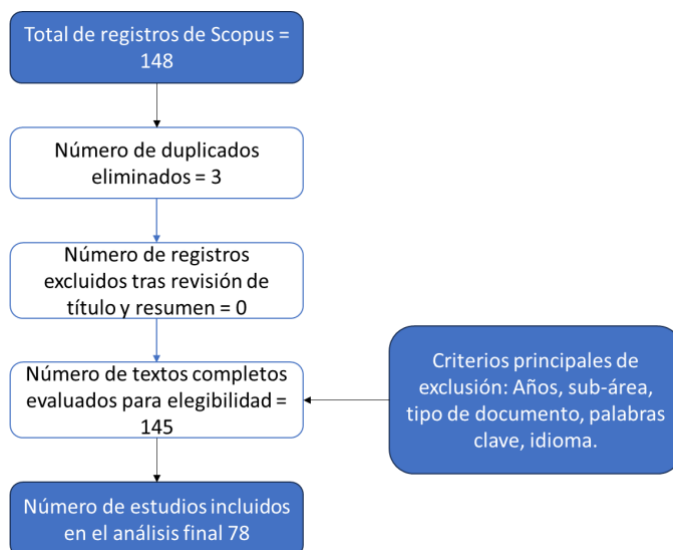 Total de registros de Scopus =
148
Número de duplicados
eliminados = 3
Número de registros
excluidos tras revisión de
título y resumen = 0
Número de textos completos
evaluados para elegibilidad =
145
Criterios principales de
exclusión: Años, sub-área,
tipo de documento, palabras
clave, idioma.
Número de estudios incluidos
en el análisis final 78